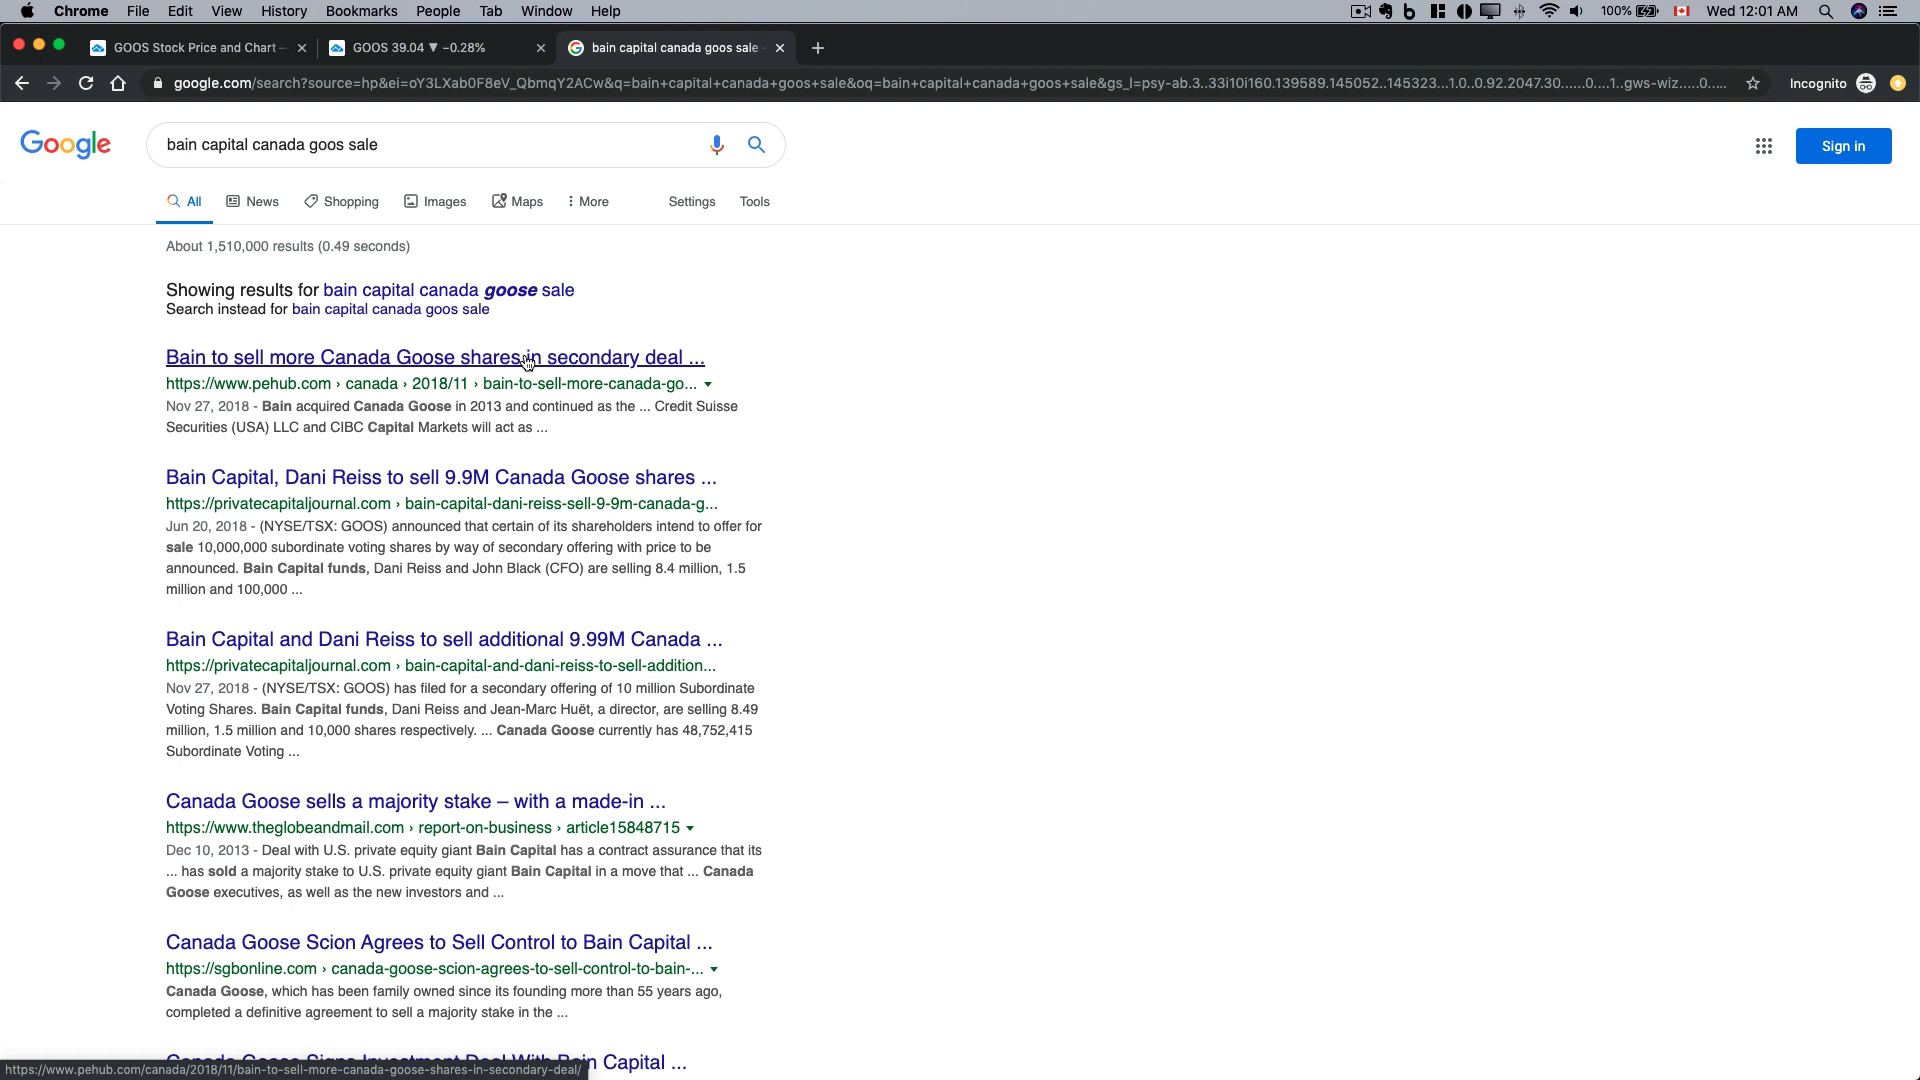 Chrome File Edit View History Bookmarks People Tab Window Help 100% Wed 12:01 AM
GOOS Stock Price and Chart – GOOS 39.04 ▼ −0.28% bain capital canada goos sale -
google.com/search?source=hp&ei=oY3LXab0F8eV_QbmqY2ACw&q=bain+capital+canada+goos+sale&oq=bain+capital+canada+goos+sale&gs_l=psy-ab.3..33i10i160.139589.145052..145323...1.0..0.92.2047.30......0....1..gws-wiz.....0.... Incognito
Google bain capital canada goos sale Sign in
All News Shopping Images Maps More Settings Tools
About 1,510,000 results (0.49 seconds)
Showing results for bain capital canada goose sale
Search instead for bain capital canada goos sale
Bain to sell more Canada Goose shares in secondary deal ...
https://www.pehub.com › canada › 2018/11 › bain-to-sell-more-canada-go... ▼
Nov 27, 2018 - Bain acquired Canada Goose in 2013 and continued as the ... Credit Suisse
Securities (USA) LLC and CIBC Capital Markets will act as ...
Bain Capital, Dani Reiss to sell 9.9M Canada Goose shares ...
https://privatecapitaljournal.com › bain-capital-dani-reiss-sell-9-9m-canada-g...
Jun 20, 2018 - (NYSE/TSX: GOOS) announced that certain of its shareholders intend to offer for
sale 10,000,000 subordinate voting shares by way of secondary offering with price to be
announced. Bain Capital funds, Dani Reiss and John Black (CFO) are selling 8.4 million, 1.5
million and 100,000 ...
Bain Capital and Dani Reiss to sell additional 9.99M Canada ...
https://privatecapitaljournal.com › bain-capital-and-dani-reiss-to-sell-addition...
Nov 27, 2018 - (NYSE/TSX: GOOS) has filed for a secondary offering of 10 million Subordinate
Voting Shares. Bain Capital funds, Dani Reiss and Jean-Marc Huët, a director, are selling 8.49
million, 1.5 million and 10,000 shares respectively. ... Canada Goose currently has 48,752,415
Subordinate Voting ...
Canada Goose sells a majority stake – with a made-in ...
https://www.theglobeandmail.com › report-on-business › article15848715 ▼
Dec 10, 2013 - Deal with U.S. private equity giant Bain Capital has a contract assurance that its
... has sold a majority stake to U.S. private equity giant Bain Capital in a move that ... Canada
Goose executives, as well as the new investors and ...
Canada Goose Scion Agrees to Sell Control to Bain Capital ...
https://sgbonline.com › canada-goose-scion-agrees-to-sell-control-to-bain-... ▼
Canada Goose, which has been family owned since its founding more than 55 years ago,
completed a definitive agreement to sell a majority stake in the ...
Canada Goose Signs Investment Deal With Bain Capital ...
https://www.pehub.com/canada/2018/11/bain-to-sell-more-canada-goose-shares-in-secondary-deal/